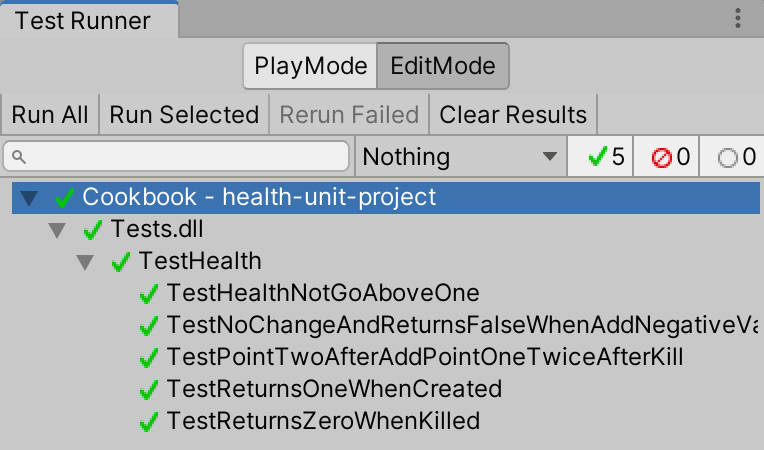 Test Runner
PlayMode EditMode
Run All Run Selected Rerun Failed Clear Results
Nothing 5 0 0
Cookbook - health-unit-project
Tests.dll
TestHealth
TestHealthNotGoAboveOne
TestNoChangeAndReturnsFalseWhenAddNegativeVa
TestPointTwoAfterAddPointOneTwiceAfterKill
TestReturnsOneWhenCreated
TestReturnsZeroWhenKilled